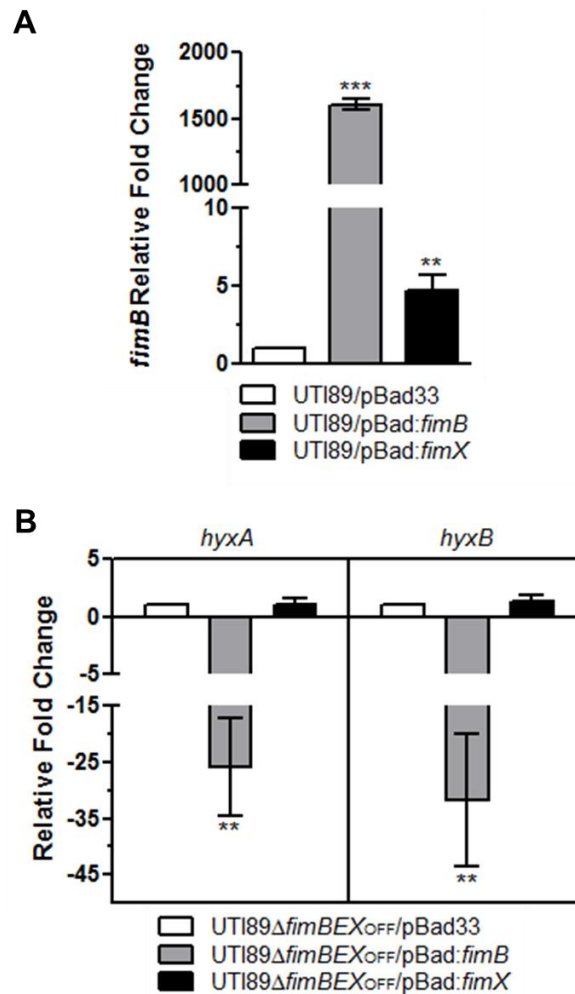 A
fimB Relative Fold Change
2000
***
1500
1000
10
**
5
0
UTI89/pBad33
UTI89/pBad:fimB
UTI89/pBad:fimX
B
hyxA hyxB
Relative Fold Change
5
0
-5
-15
-25
-35
-45
** **
UTI89ΔfimBEXOFF/pBad33
UTI89ΔfimBEXOFF/pBad:fimB
UTI89ΔfimBEXOFF/pBad:fimX